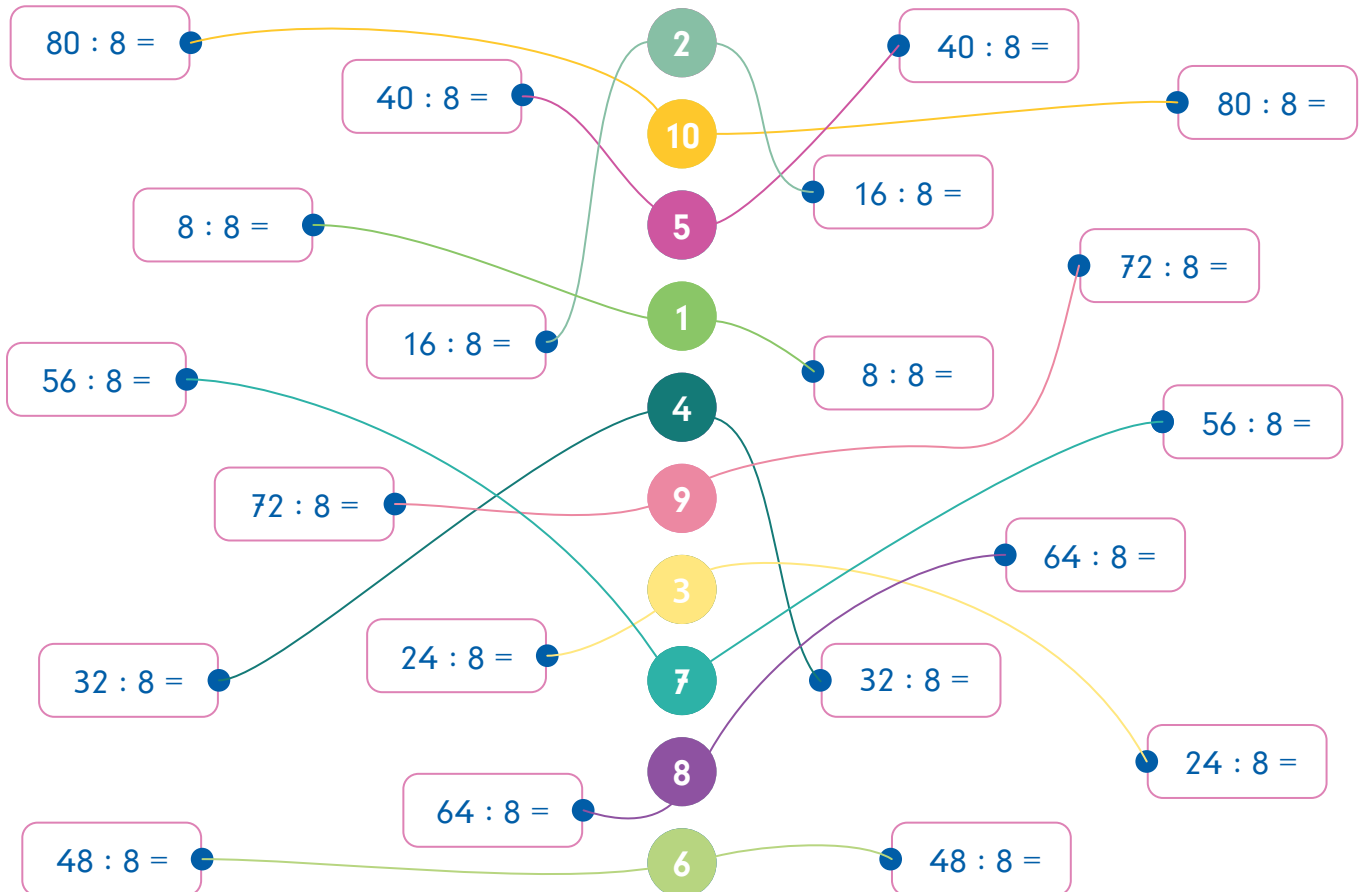 80 : 8 =
2
40 : 8 =
40 : 8 =
80 : 8 =
10
16 : 8 =
8 : 8 =
5
72 : 8 =
1
16 : 8 =
56 : 8 =
8 : 8 =
4
56 : 8 =
72 : 8 =
9
64 : 8 =
3
24 : 8 =
32 : 8 =
7
32 : 8 =
8
24 : 8 =
64 : 8 =
48 : 8 =
6
48 : 8 =